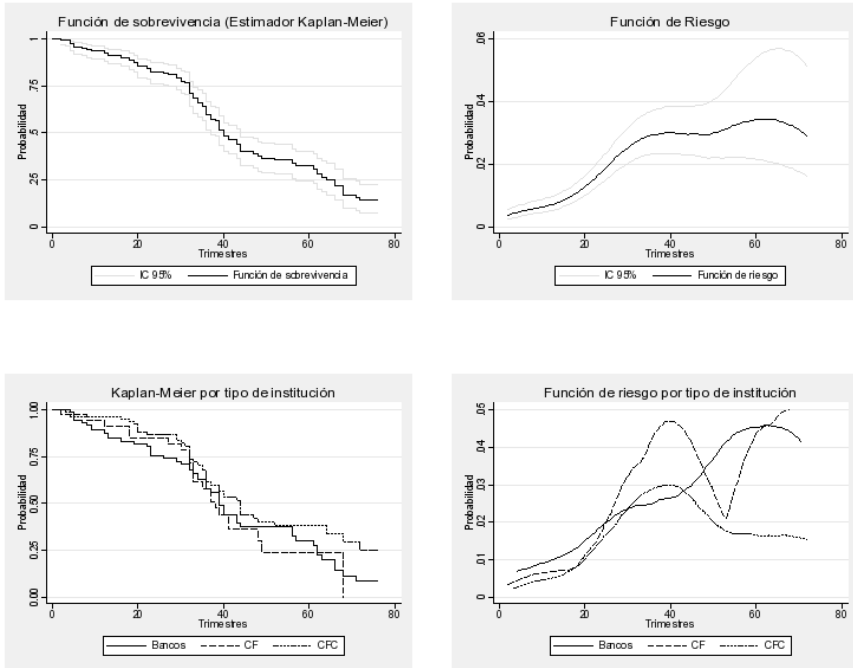 Función de sobrevivencia (Estimador Kaplan-Meier)
Probabilidad
1
.75
.5
.25
0
0 20 40 60 80
Trimestres
IC 95% Función de sobrevivencia
Función de Riesgo
Probabilidad
.06
.04
.02
0
0 20 40 60 80
Trimestres
IC 95% Función de riesgo
Kaplan-Meier por tipo de institución
Probabilidad
1.00
0.75
0.50
0.25
0.00
0 20 40 60 80
Trimestres
Bancos CF CFC
Función de riesgo por tipo de institución
Probabilidad
.05
.04
.03
.02
.01
0
0 20 40 60 80
Trimestres
Bancos CF CFC